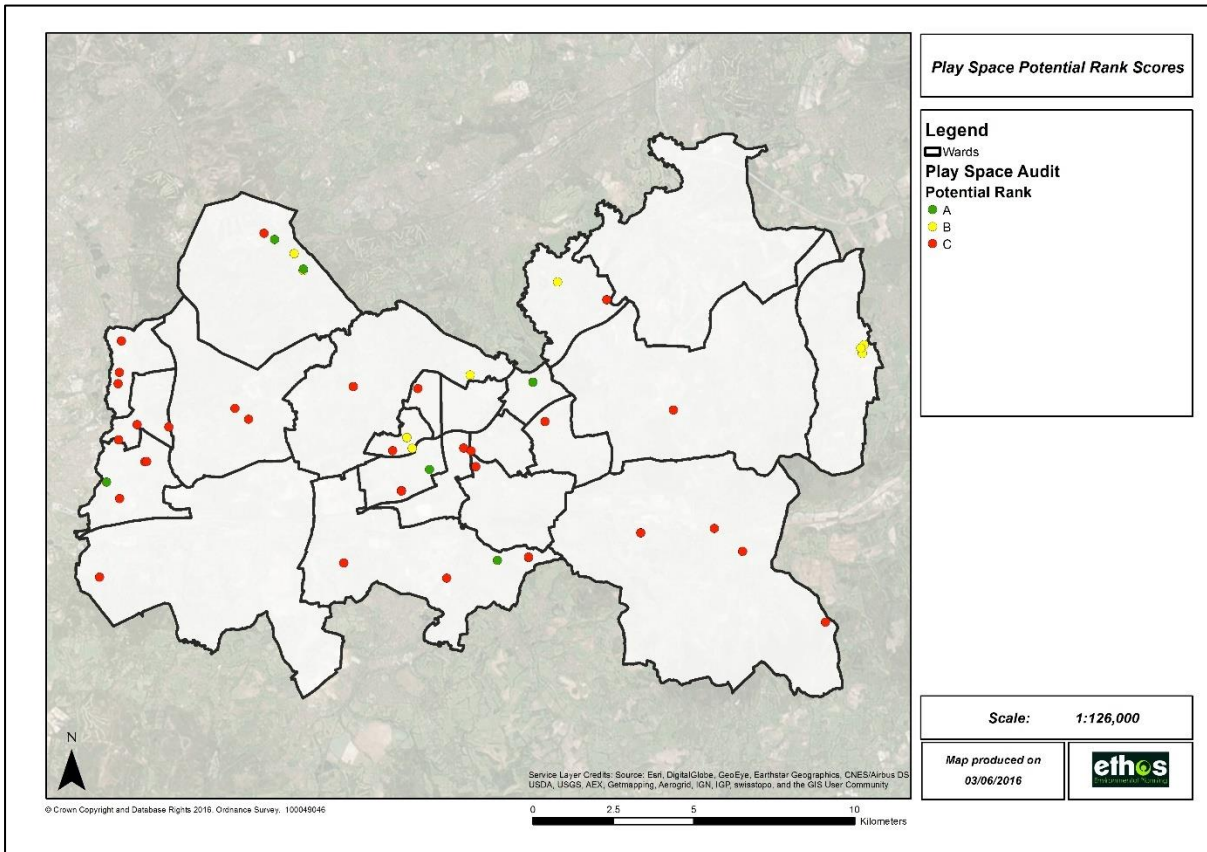 Play Space Potential Rank Scores
Legend
Wards
Play Space Audit
Potential Rank
A
B
C
N
Service Layer Credits: Source: Esri, DigitalGlobe, GeoEye, Earthstar Geographics, CNES/Airbus DS
USDA, USGS, AEX, Getmapping, Aerogrid, IGN, IGP, swisstopo, and the GIS User Community
© Crown Copyright and Database Rights 2016. Ordnance Survey. 100049046
0 2.5 5 10
Kilometers
Scale: 1:126,000
Map produced on
03/06/2016
ethos
Environmental Planning